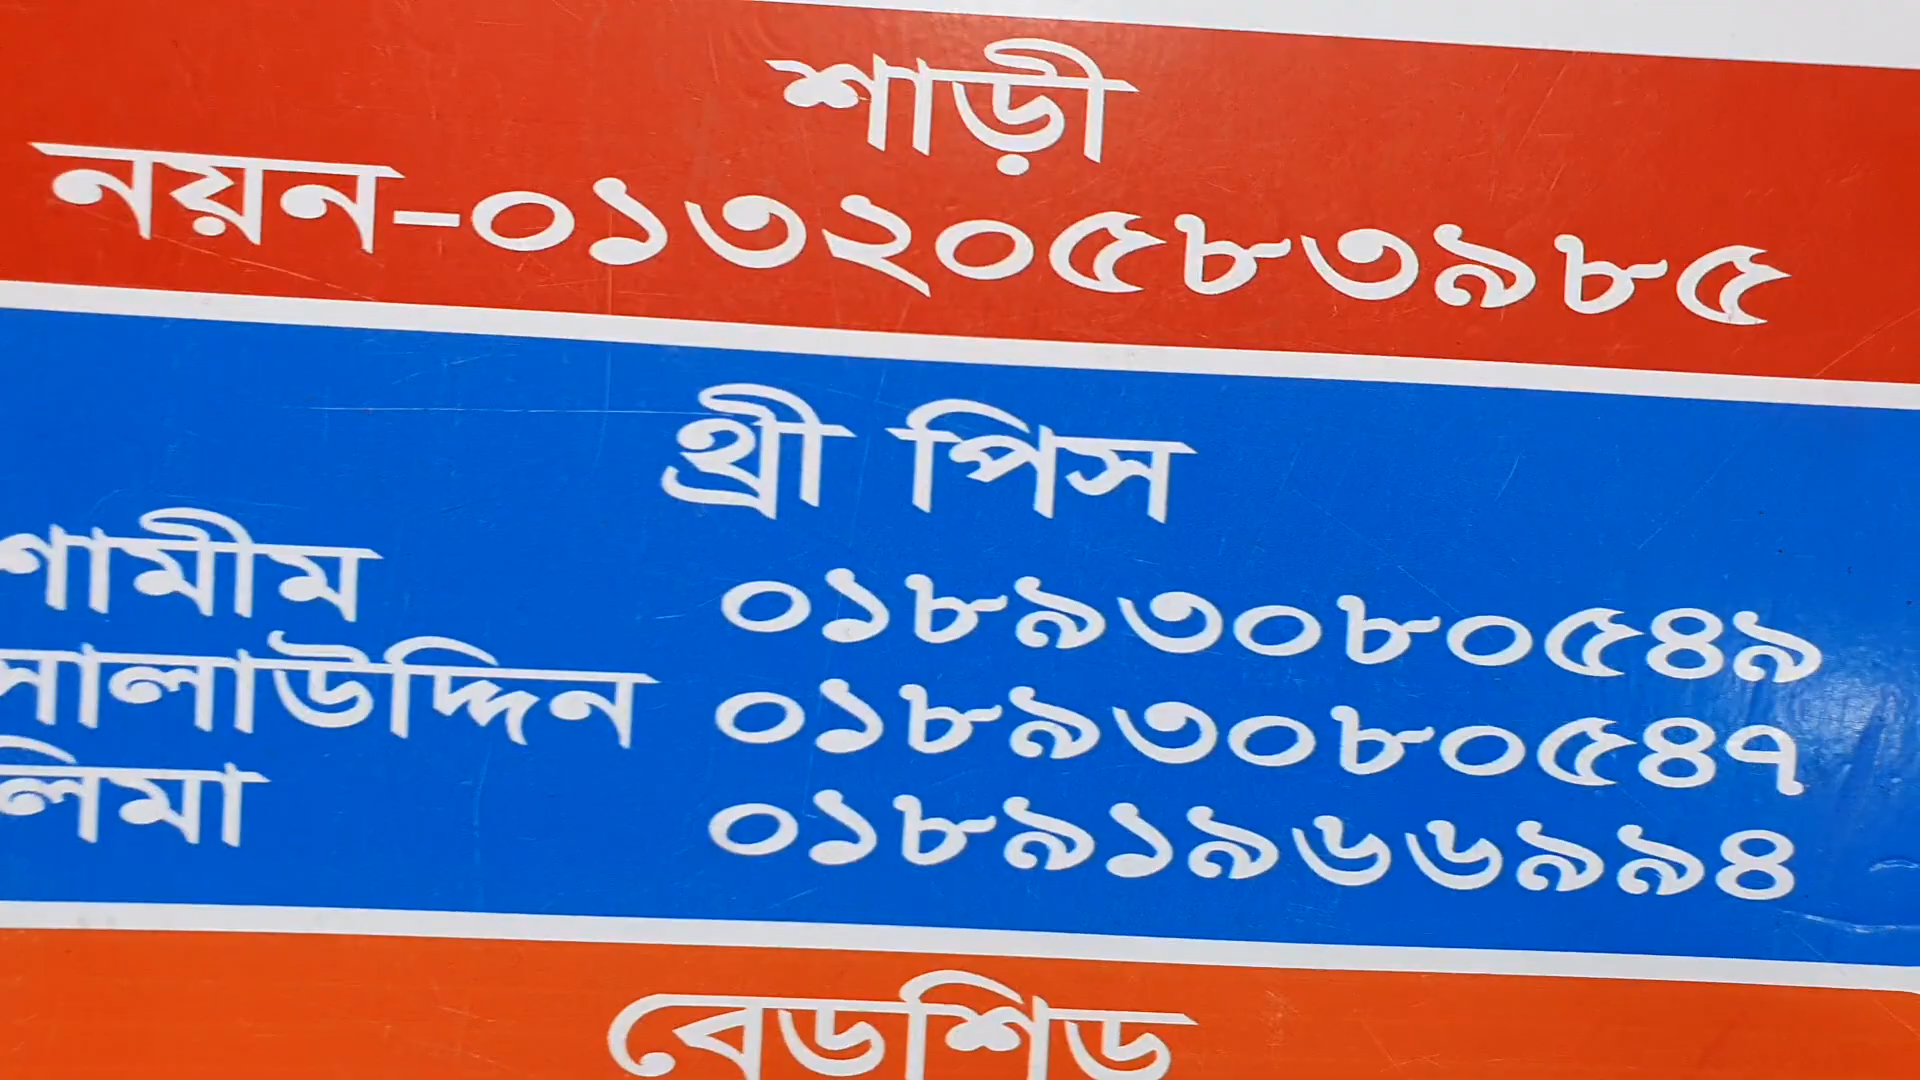 শাড়ী
নয়ন-০১৩২০৫৮৩৯৮৫
থ্রী পিস
শামীম ০১৮৯৩০৮০৫৪৯
সালাউদ্দিন ০১৮৯৩০৮০৫৪৭
লিমা ০১৮৯১৯৬৬৯৯৪
বেডশিড